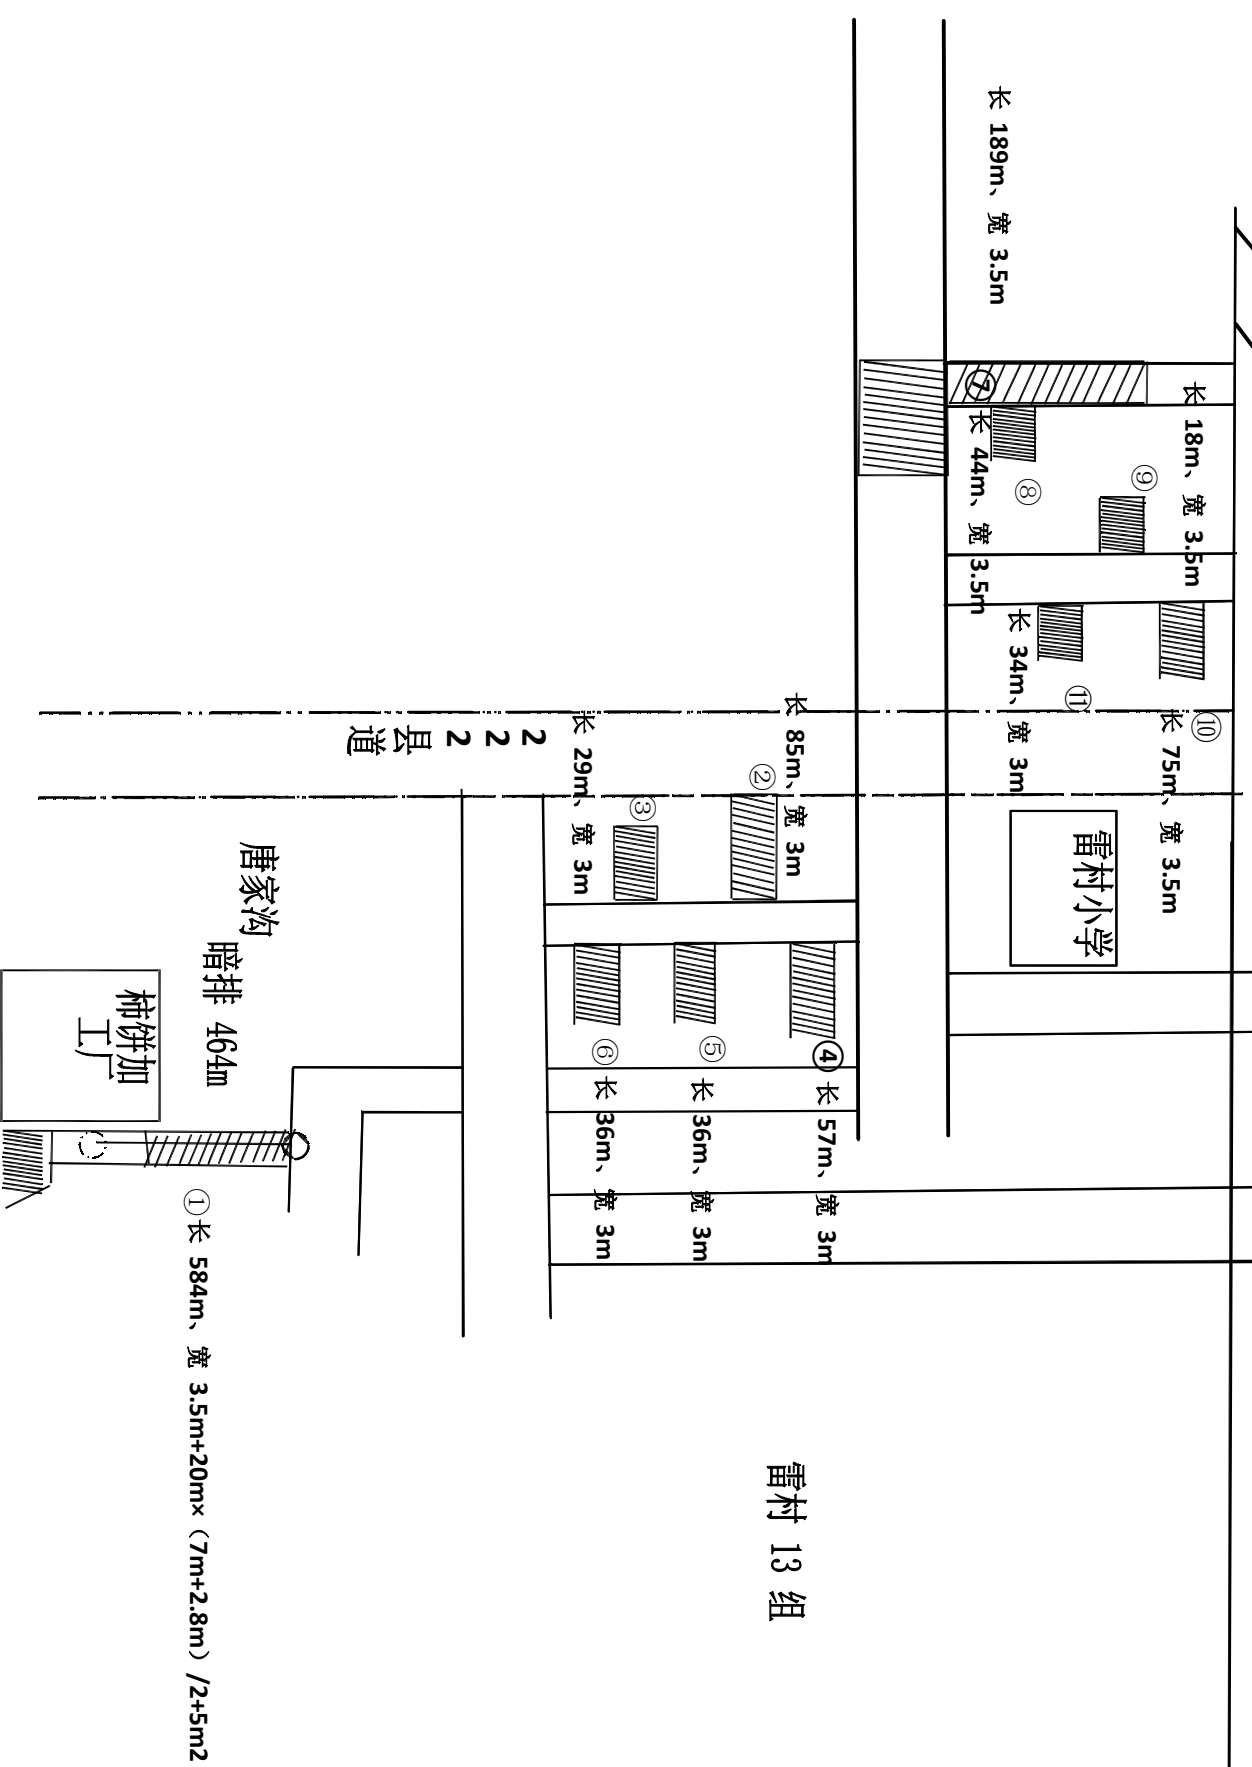 长 189m、宽 3.5m
长 18m、宽 3.5m
⑨
⑦
长 44m、宽 3.5m
⑧
⑩
长 75m、宽 3.5m
⑪
长 34m、宽 3m
雷村小学
长 85m、宽 3m
②
长 29m、宽 3m
③
222
县道
④
长 57m、宽 3m
⑤
长 36m、宽 3m
⑥
长 36m、宽 3m
唐家沟
暗排 464m
柿饼加
工厂
①长 584m、宽 3.5m+20m×（7m+2.8m）/2+5m2
雷村 13 组